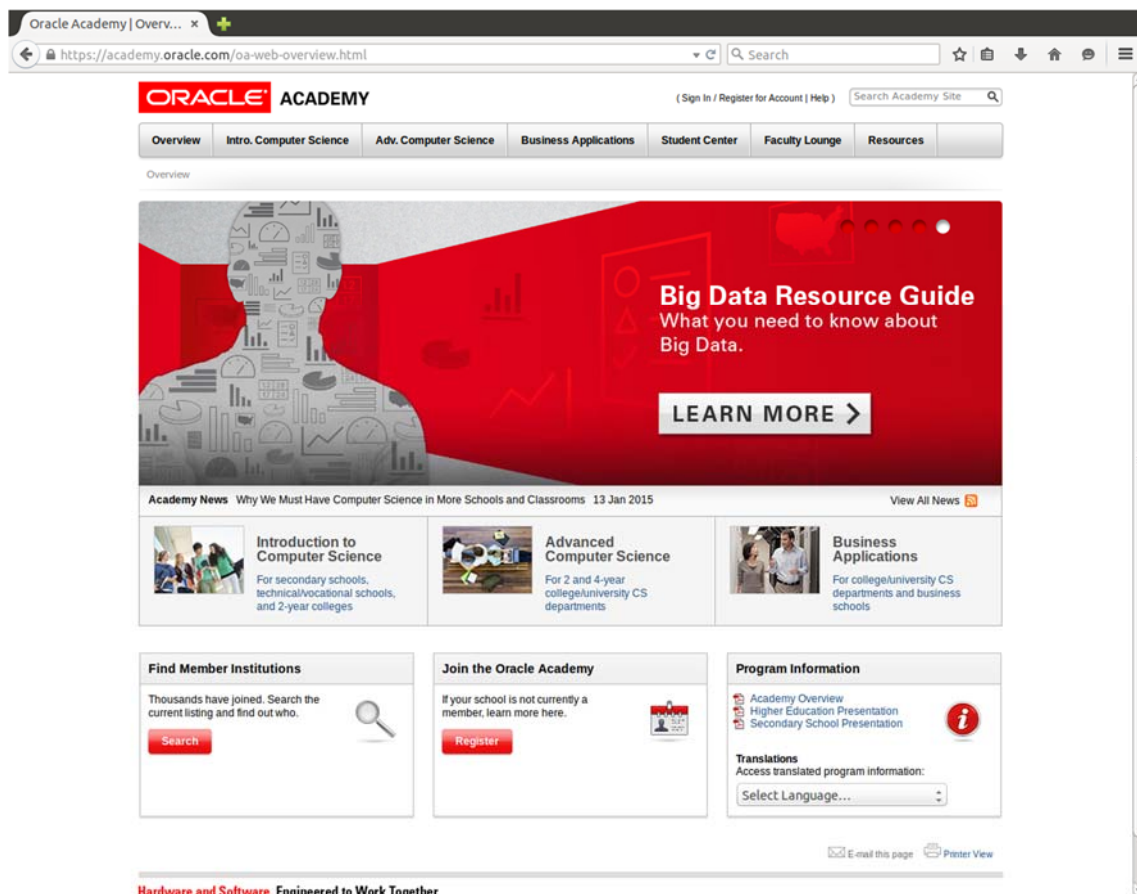 Oracle Academy | Overv... ×
https://academy.oracle.com/oa-web-overview.html
Search
ORACLE® ACADEMY
( Sign In / Register for Account | Help )
Search Academy Site
Overview
Intro. Computer Science
Adv. Computer Science
Business Applications
Student Center
Faculty Lounge
Resources
Overview
Big Data Resource Guide
What you need to know about
Big Data.
LEARN MORE >
Academy News Why We Must Have Computer Science in More Schools and Classrooms 13 Jan 2015
View All News
Introduction to
Computer Science
For secondary schools,
technical/vocational schools,
and 2-year colleges
Advanced
Computer Science
For 2 and 4-year
college/university CS
departments
Business
Applications
For college/university CS
departments and business
schools
Find Member Institutions
Thousands have joined. Search the
current listing and find out who.
Search
Join the Oracle Academy
If your school is not currently a
member, learn more here.
Register
Program Information
Academy Overview
Higher Education Presentation
Secondary School Presentation
i
Translations
Access translated program information:
Select Language...
E-mail this page
Printer View
Hardware and Software Engineered to Work Together